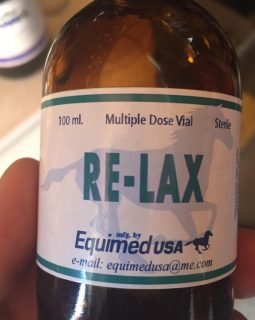 100 ml. Multiple Dose Vial Sterile
RE-LAX
mfg. by
Equimed USA
e-mail: equimedusa@me.com